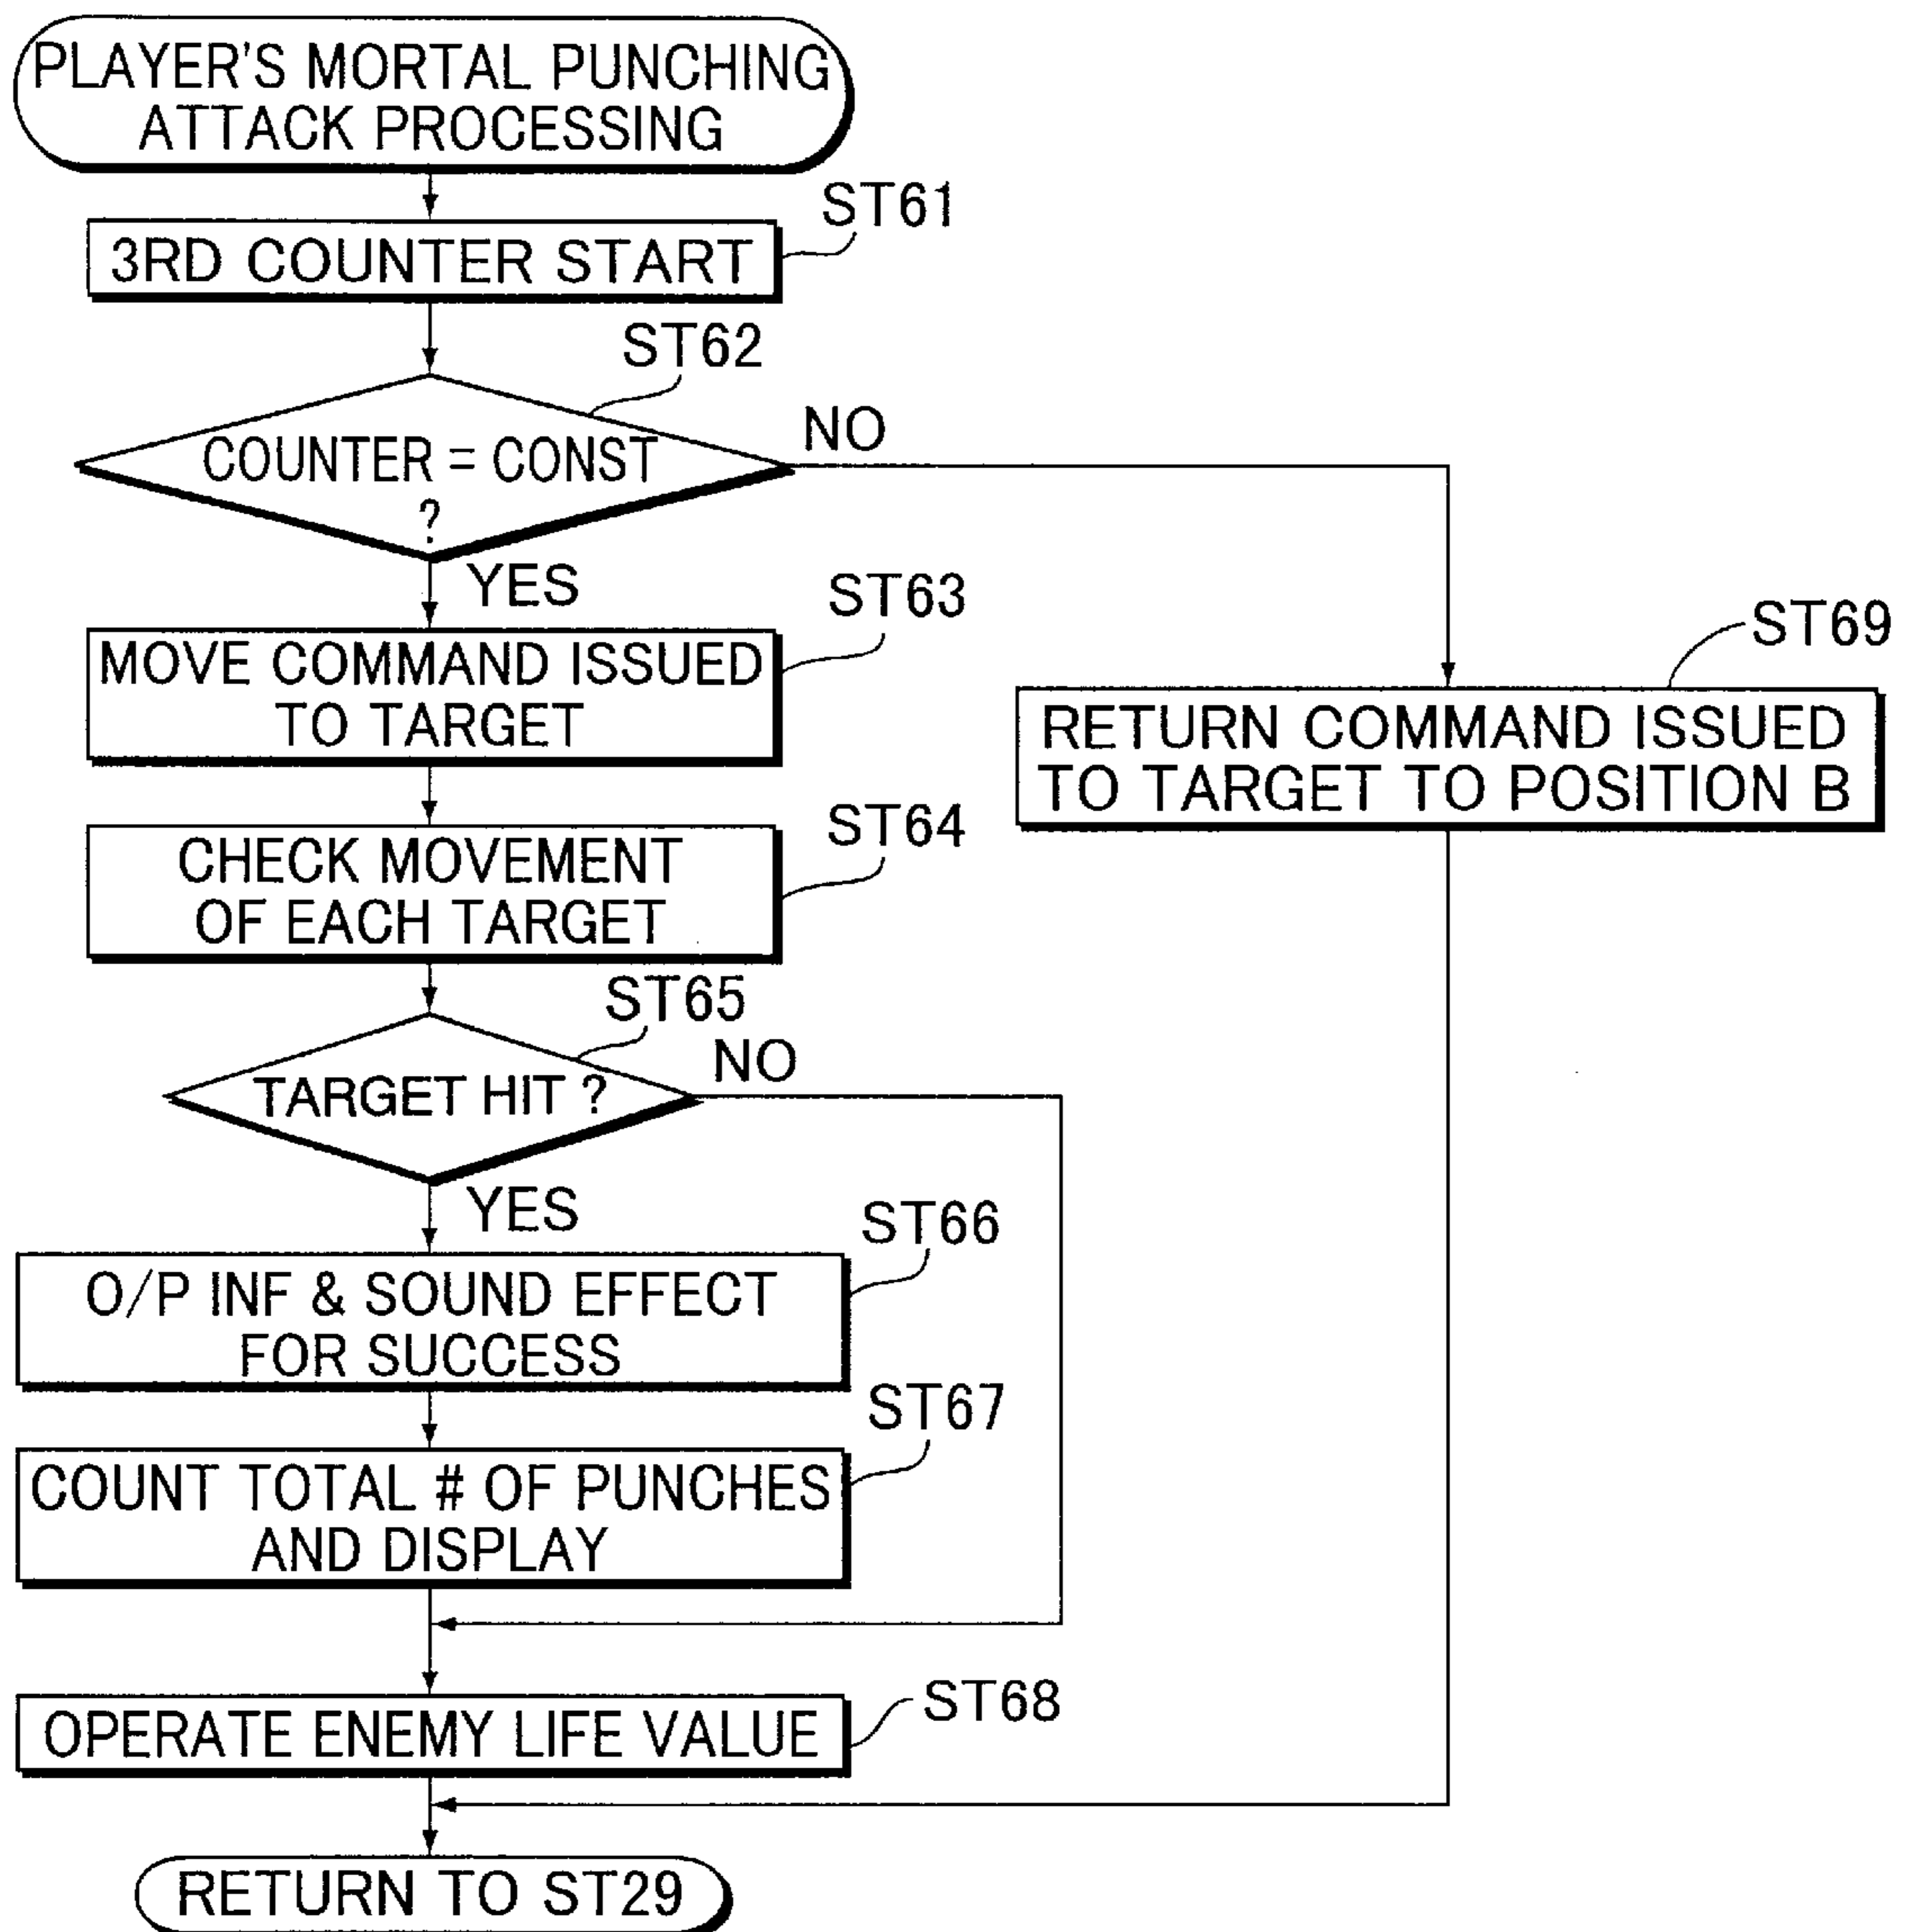 PLAYER'S MORTAL PUNCHING
ATTACK PROCESSING
ST61
3RD COUNTER START
ST62
COUNTER = CONST
?
NO
YES
ST63
MOVE COMMAND ISSUED
TO TARGET
ST69
RETURN COMMAND ISSUED
TO TARGET TO POSITION B
ST64
CHECK MOVEMENT
OF EACH TARGET
ST65
TARGET HIT ?
NO
YES
ST66
O/P INF & SOUND EFFECT
FOR SUCCESS
ST67
COUNT TOTAL # OF PUNCHES
AND DISPLAY
ST68
OPERATE ENEMY LIFE VALUE
RETURN TO ST29